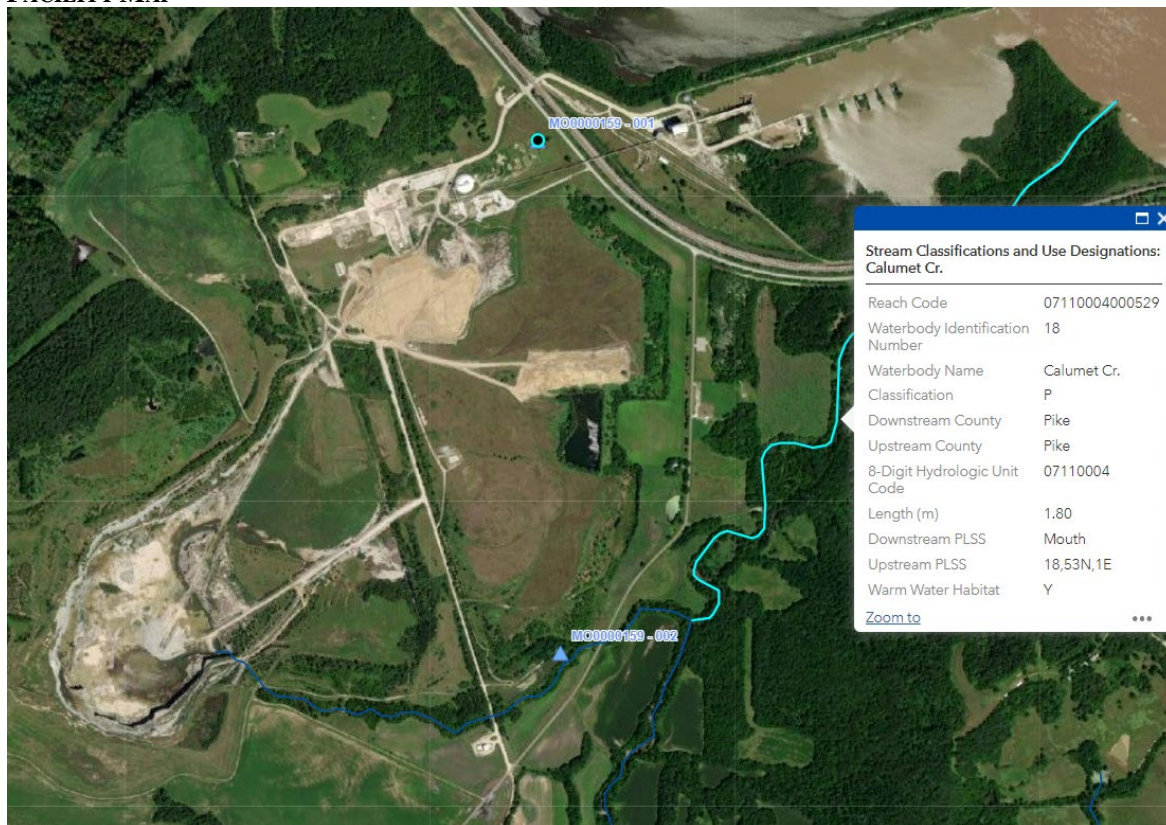 FACILITY MAP
MO0000159 - 001
Stream Classifications and Use Designations:
Calumet Cr.
Reach Code 07110004000529
Waterbody Identification 18
Number
Waterbody Name Calumet Cr.
Classification P
Downstream County Pike
Upstream County Pike
8-Digit Hydrologic Unit 07110004
Code
Length (m) 1.80
Downstream PLSS Mouth
Upstream PLSS 18,53N,1E
Warm Water Habitat Y
Zoom to
MO0000159 - 002